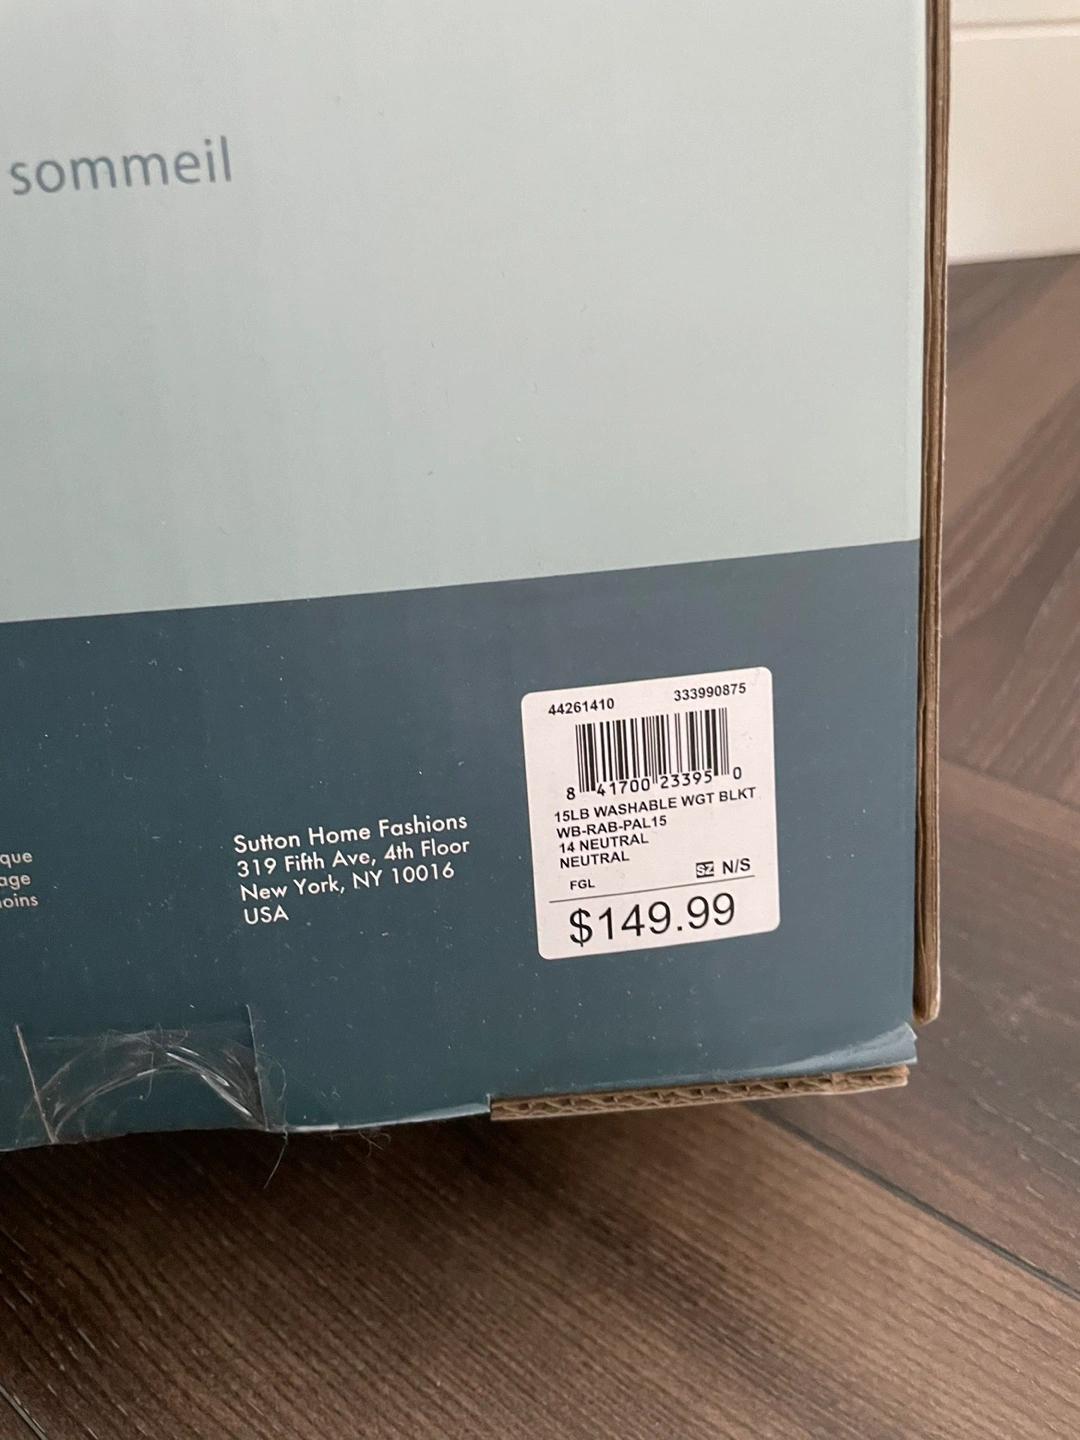 sommeil
que
age
oins
Sutton Home Fashions
319 Fifth Ave, 4th Floor
New York, NY 10016
USA
44261410 333990875
8 41700 23395 0
15LB WASHABLE WGT BLKT
WB-RAB-PAL15
14 NEUTRAL
NEUTRAL
FGL SZ N/S
$149.99